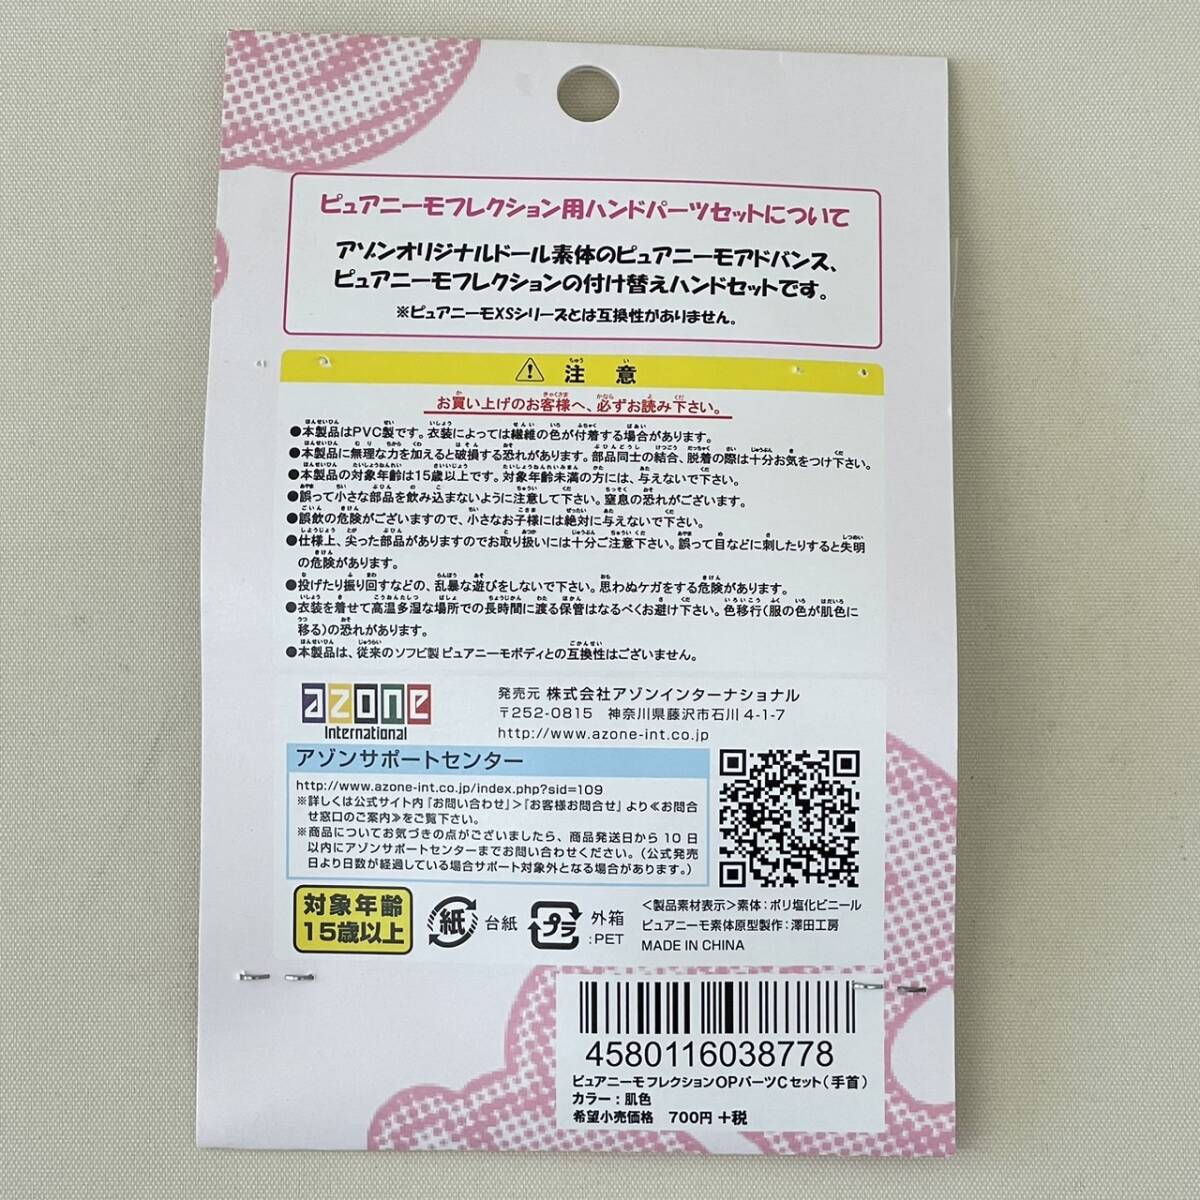 ピュアニーモフレクション用ハンドパーツセットについて
アゾンオリジナルドール素体のピュアニーモアドバンス、
ピュアニーモフレクションの付け替えハンドセットです。
※ピュアニーモXSシリーズとは互換性がありません。
⚠ 注意
お買い上げのお客様へ、必ずお読み下さい。
●本製品はPVC製です。衣装によっては繊維の色が付着する場合があります。
●本製品に無理な力を加えると破損する恐れがあります。部品同士の結合、脱着の際は十分お気をつけ下さい。
●本製品の対象年齢は15歳以上です。対象年齢未満の方には、与えないで下さい。
●誤って小さな部品を飲み込まないように注意して下さい。窒息の恐れがございます。
●誤飲の危険がございますので、小さなお子様には絶対に与えないで下さい。
●仕様上、尖った部品がありますのでお取り扱いには十分ご注意下さい。誤って目などに刺したりすると失明
の危険があります。
●投げたり振り回すなどの、乱暴な遊びをしないで下さい。思わぬケガをする危険があります。
●衣装を着せて高温多湿な場所での長時間に渡る保管はなるべくお避け下さい。色移行(服の色が肌色に
移る)の恐れがあります。
●本製品は、従来のソフビ製ピュアニーモボディとの互換性はございません。
azone
International
発売元 株式会社アゾンインターナショナル
〒252-0815 神奈川県藤沢市石川 4-1-7
http://www.azone-int.co.jp
アゾンサポートセンター
http://www.azone-int.co.jp/index.php?sid=109
※詳しくは公式サイト内「お問い合わせ」>「お客様お問合せ」より≪お問合
せ窓口のご案内≫をご覧下さい。
※商品についてお気づきの点がございましたら、商品発送日から 10 日
以内にアゾンサポートセンターまでお問い合わせください。(公式発売
日より日数が経過している場合サポート対象外となる場合があります。)
対象年齢
15歳以上
紙
台紙
プラ
外箱
:PET
<製品素材表示>素体:ポリ塩化ビニール
ピュアニーモ素体原型製作:澤田工房
MADE IN CHINA
4580116038778
ピュアニーモフレクションOPパーツCセット(手首)
カラー:肌色
希望小売価格 700円+税